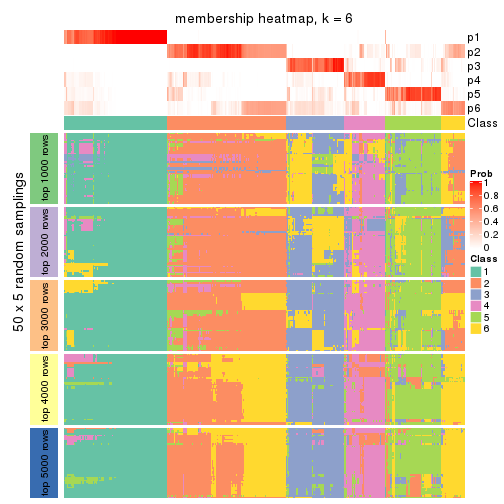 membership heatmap, k = 6
p1
p2
p3
p4
p5
p6
Class
50 x 5 random samplings
top 1000 rows
top 2000 rows
top 3000 rows
top 4000 rows
top 5000 rows
Prob
1
0.8
0.6
0.4
0.2
0
Class
1
2
3
4
5
6